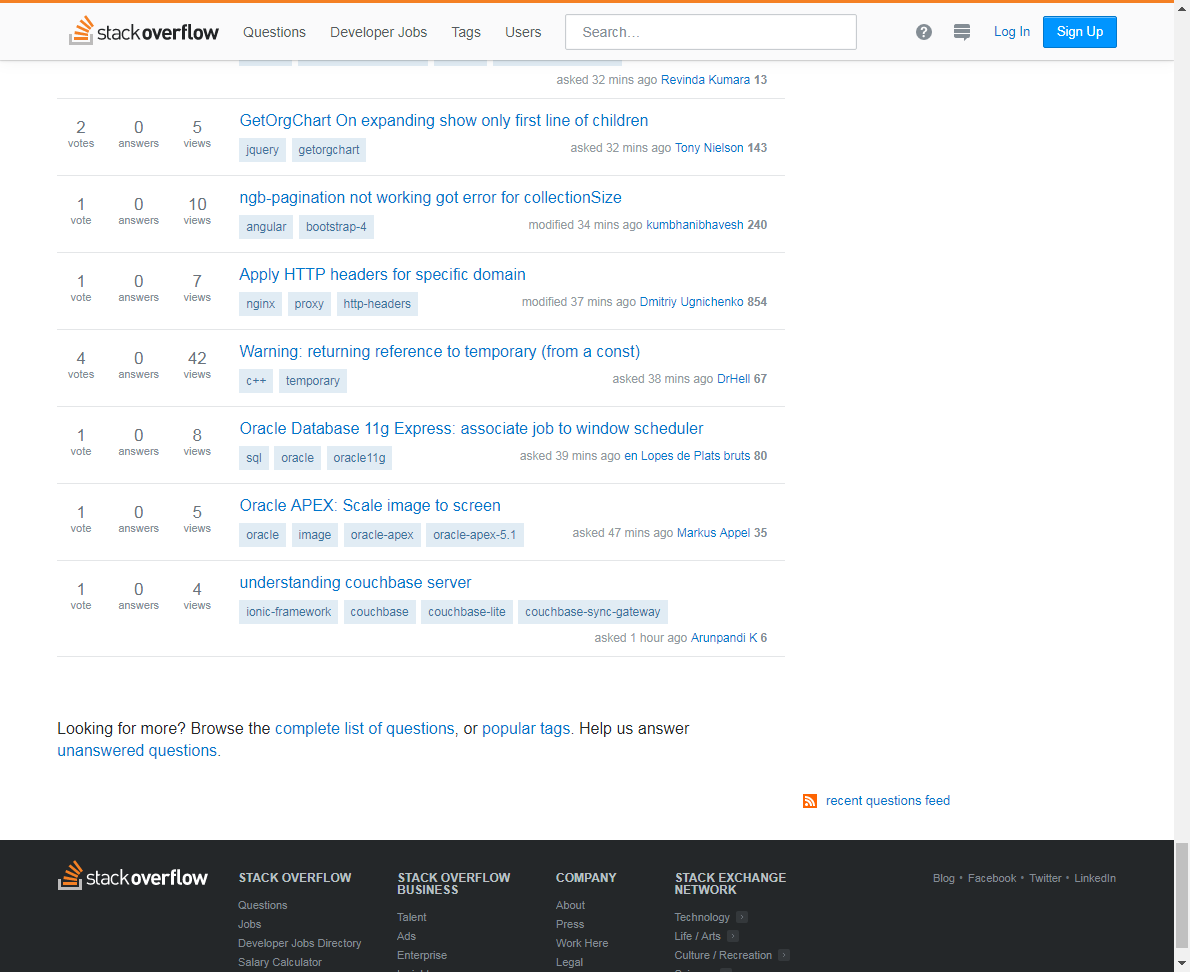 stack overflow Questions Developer Jobs Tags Users Search… Log In Sign Up
asked 32 mins ago Revinda Kumara 13
2 votes 0 answers 5 views
GetOrgChart On expanding show only first line of children
jquery getorgchart
asked 32 mins ago Tony Nielson 143
1 vote 0 answers 10 views
ngb-pagination not working got error for collectionSize
angular bootstrap-4
modified 34 mins ago kumbhanibhavesh 240
1 vote 0 answers 7 views
Apply HTTP headers for specific domain
nginx proxy http-headers
modified 37 mins ago Dmitriy Ugnichenko 854
4 votes 0 answers 42 views
Warning: returning reference to temporary (from a const)
c++ temporary
asked 38 mins ago DrHell 67
1 vote 0 answers 8 views
Oracle Database 11g Express: associate job to window scheduler
sql oracle oracle11g
asked 39 mins ago en Lopes de Plats bruts 80
1 vote 0 answers 5 views
Oracle APEX: Scale image to screen
oracle image oracle-apex oracle-apex-5.1
asked 47 mins ago Markus Appel 35
1 vote 0 answers 4 views
understanding couchbase server
ionic-framework couchbase couchbase-lite couchbase-sync-gateway
asked 1 hour ago Arunpandi K 6
Looking for more? Browse the complete list of questions, or popular tags. Help us answer
unanswered questions.
recent questions feed
stack overflow
STACK OVERFLOW
Questions
Jobs
Developer Jobs Directory
Salary Calculator
STACK OVERFLOW
BUSINESS
Talent
Ads
Enterprise
COMPANY
About
Press
Work Here
Legal
STACK EXCHANGE
NETWORK
Technology
Life / Arts
Culture / Recreation
Blog • Facebook • Twitter • LinkedIn